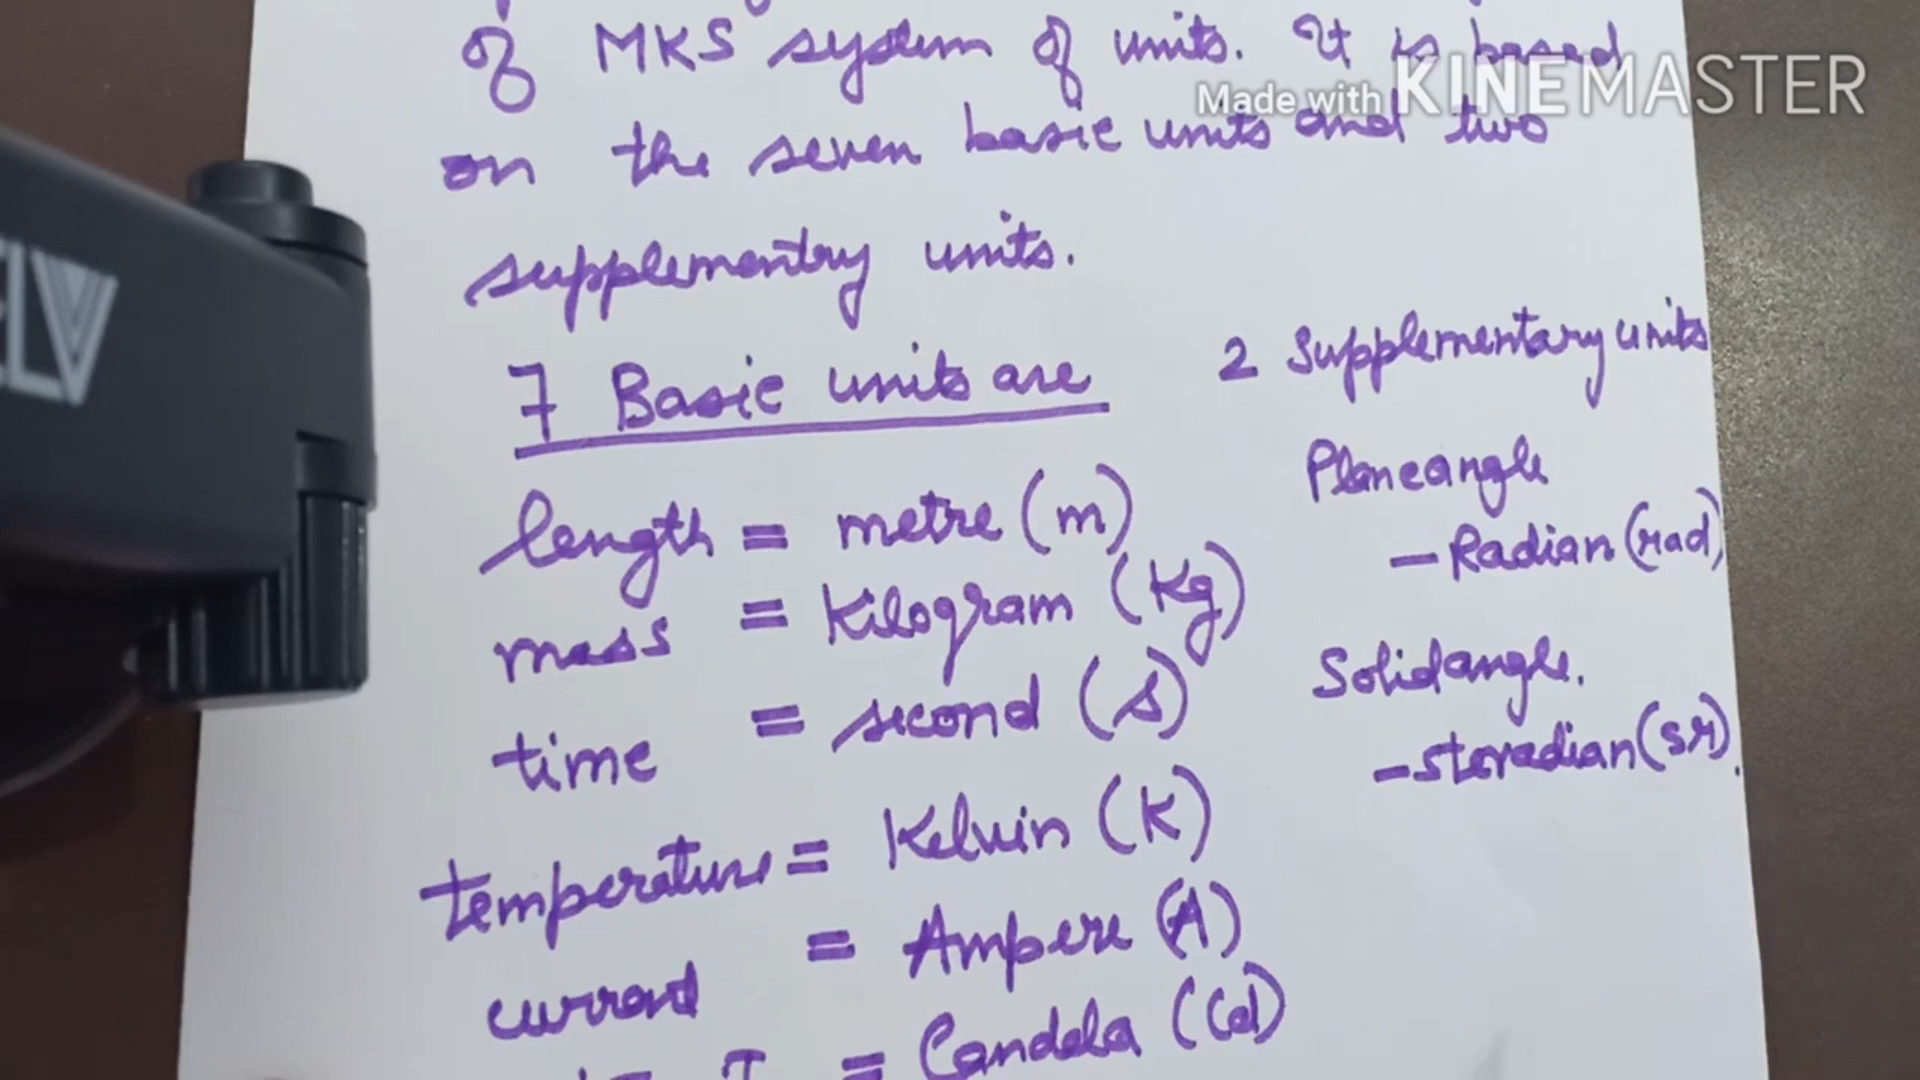 of MKS system of units. It is based
Made with KINEMASTER
on the seven basic units and two
supplementry units.
7 Basic units are
length = metre (m)
mass = Kilogram (Kg)
time = second (s)
temperature = Kelvin (K)
current = Ampere (A)
= Candela (Cd)
2 Supplementary units
Planeangle
- Radian (rad)
Solidangle.
- steradian (sr).
ELV